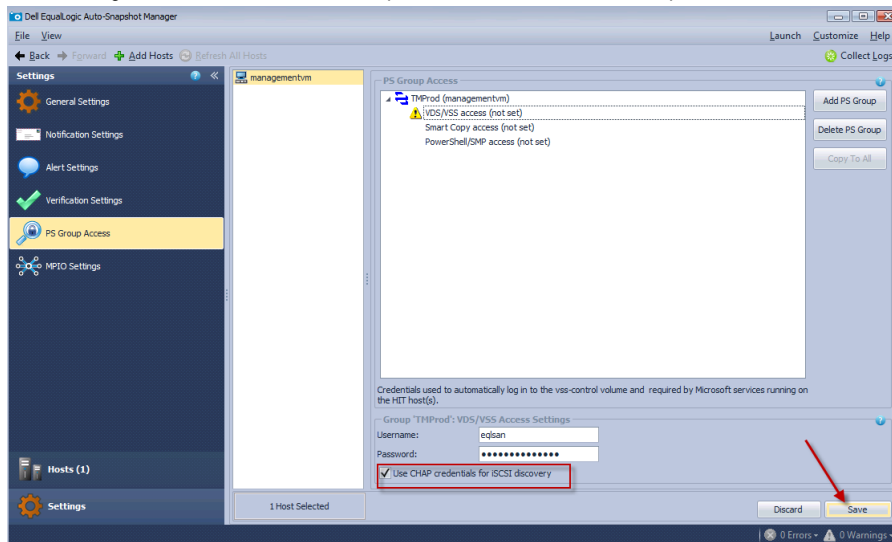 Dell EqualLogic Auto-Snapshot Manager
File View Launch Customize Help
Back Forward Add Hosts Refresh All Hosts Collect Logs
Settings
General Settings
Notification Settings
Alert Settings
Verification Settings
PS Group Access
MPIO Settings
Hosts (1)
Settings
managementvm
1 Host Selected
PS Group Access
TMProd (managementvm)
VDS/VSS access (not set)
Smart Copy access (not set)
PowerShell/SMP access (not set)
Add PS Group
Delete PS Group
Copy To All
Credentials used to automatically log in to the vss-control volume and required by Microsoft services running on
the HIT host(s).
Group 'TMProd': VDS/VSS Access Settings
Username: eqlsan
Password: ••••••••••••••
Use CHAP credentials for iSCSI discovery
Discard Save
0 Errors 0 Warnings